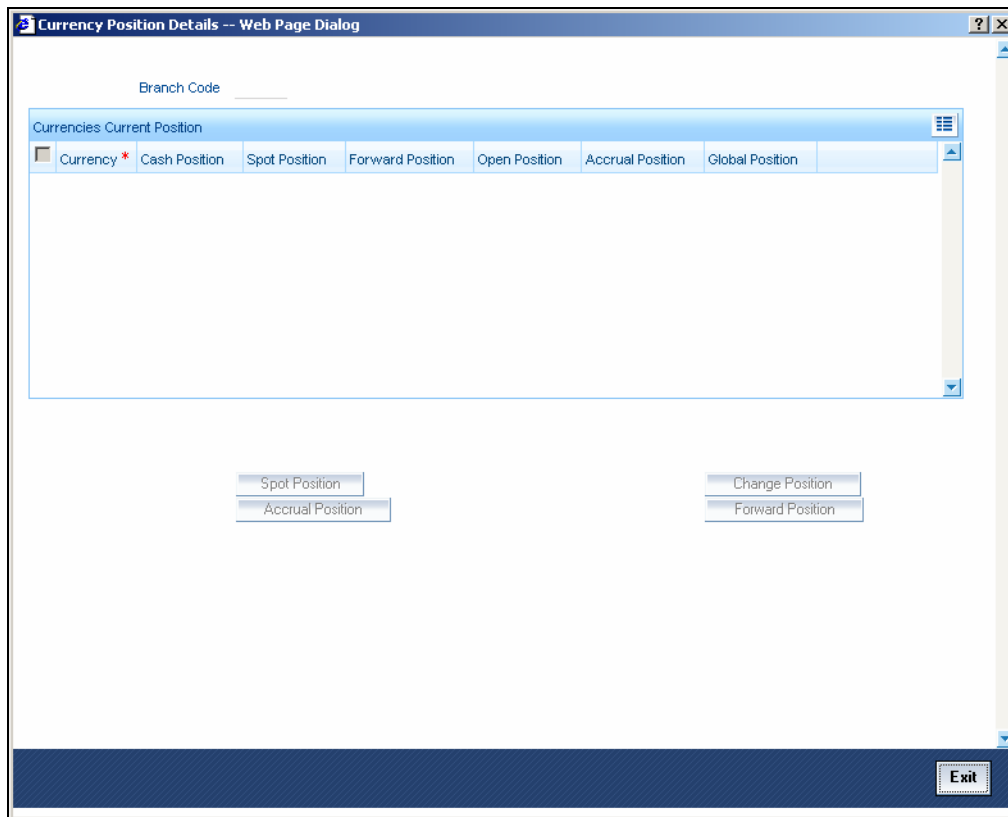 Currency Position Details -- Web Page Dialog
? X
Branch Code
Currencies Current Position
Currency * Cash Position Spot Position Forward Position Open Position Accrual Position Global Position
Spot Position Change Position
Accrual Position Forward Position
Exit